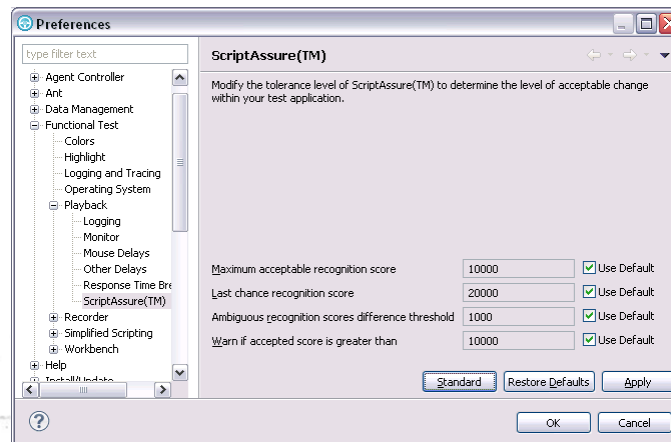 Preferences
type filter text
Agent Controller
Ant
Data Management
Functional Test
Colors
Highlight
Logging and Tracing
Operating System
Playback
Logging
Monitor
Mouse Delays
Other Delays
Response Time Bre
ScriptAssure(TM)
Recorder
Simplified Scripting
Workbench
Help
Install/Update
ScriptAssure(TM)
Modify the tolerance level of ScriptAssure(TM) to determine the level of acceptable change
within your test application.
Maximum acceptable recognition score 10000 Use Default
Last chance recognition score 20000 Use Default
Ambiguous recognition scores difference threshold 1000 Use Default
Warn if accepted score is greater than 10000 Use Default
Standard Restore Defaults Apply
? OK Cancel